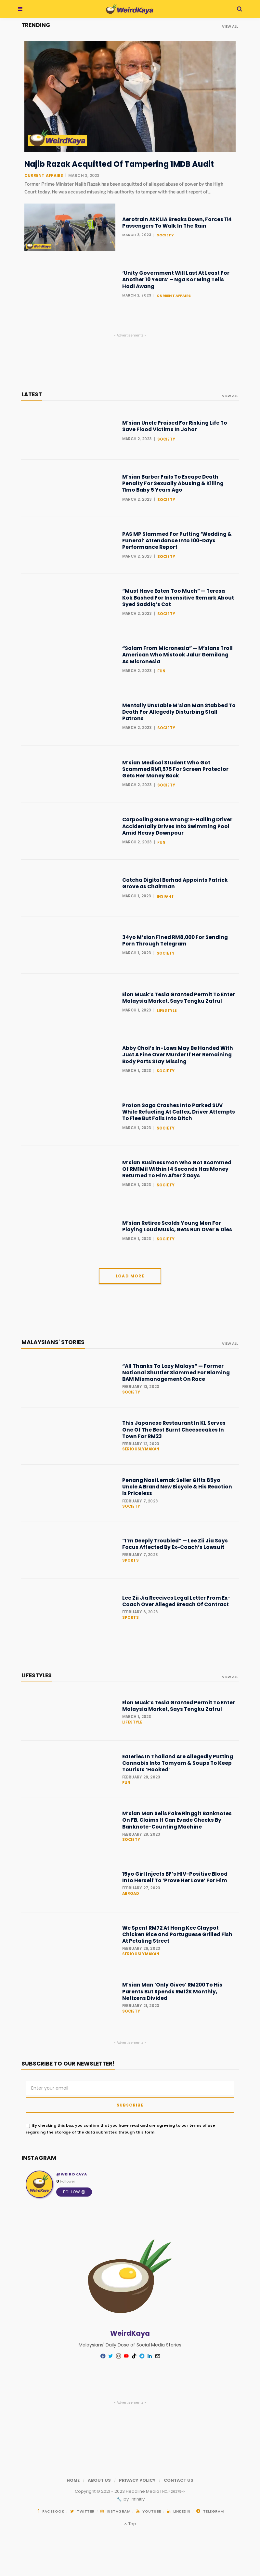 WeirdKaya
TRENDING
VIEW ALL
WeirdKaya
Najib Razak Acquitted Of Tampering 1MDB Audit
CURRENT AFFAIRS | MARCH 3, 2023
Former Prime Minister Najib Razak has been acquitted of alleged abuse of power by the High
Court today. He was accused misusing his authority to tamper with the audit report of...
WeirdKaya
Aerotrain At KLIA Breaks Down, Forces 114
Passengers To Walk In The Rain
MARCH 3, 2023 | SOCIETY
'Unity Government Will Last At Least For
Another 10 Years' – Nga Kor Ming Tells
Hadi Awang
MARCH 3, 2023 | CURRENT AFFAIRS
- Advertisements -
LATEST
VIEW ALL
M'sian Uncle Praised For Risking Life To
Save Flood Victims In Johor
MARCH 2, 2023 | SOCIETY
M'sian Barber Fails To Escape Death
Penalty For Sexually Abusing & Killing
11mo Baby 5 Years Ago
MARCH 2, 2023 | SOCIETY
PAS MP Slammed For Putting 'Wedding &
Funeral' Attendance Into 100-Days
Performance Report
MARCH 2, 2023 | SOCIETY
"Must Have Eaten Too Much" — Teresa
Kok Bashed For Insensitive Remark About
Syed Saddiq's Cat
MARCH 2, 2023 | SOCIETY
"Salam From Micronesia" — M'sians Troll
American Who Mistook Jalur Gemilang
As Micronesia
MARCH 2, 2023 | FUN
Mentally Unstable M'sian Man Stabbed To
Death For Allegedly Disturbing Stall
Patrons
MARCH 2, 2023 | SOCIETY
M'sian Medical Student Who Got
Scammed RM1,575 For Screen Protector
Gets Her Money Back
MARCH 2, 2023 | SOCIETY
Carpooling Gone Wrong: E-Hailing Driver
Accidentally Drives Into Swimming Pool
Amid Heavy Downpour
MARCH 2, 2023 | FUN
Catcha Digital Berhad Appoints Patrick
Grove as Chairman
MARCH 1, 2023 | INSIGHT
34yo M'sian Fined RM8,000 For Sending
Porn Through Telegram
MARCH 1, 2023 | SOCIETY
Elon Musk's Tesla Granted Permit To Enter
Malaysia Market, Says Tengku Zafrul
MARCH 1, 2023 | LIFESTYLE
Abby Choi's In-Laws May Be Handed With
Just A Fine Over Murder If Her Remaining
Body Parts Stay Missing
MARCH 1, 2023 | SOCIETY
Proton Saga Crashes Into Parked SUV
While Refueling At Caltex, Driver Attempts
To Flee But Falls Into Ditch
MARCH 1, 2023 | SOCIETY
M'sian Businessman Who Got Scammed
Of RM1Mil Within 14 Seconds Has Money
Returned To Him After 2 Days
MARCH 1, 2023 | SOCIETY
M'sian Retiree Scolds Young Men For
Playing Loud Music, Gets Run Over & Dies
MARCH 1, 2023 | SOCIETY
LOAD MORE
MALAYSIANS' STORIES
VIEW ALL
"All Thanks To Lazy Malays" — Former
National Shuttler Slammed For Blaming
BAM Mismanagement On Race
FEBRUARY 13, 2023
SOCIETY
This Japanese Restaurant In KL Serves
One Of The Best Burnt Cheesecakes In
Town For RM23
FEBRUARY 12, 2023
SERIOUSLYMAKAN
Penang Nasi Lemak Seller Gifts 85yo
Uncle A Brand New Bicycle & His Reaction
Is Priceless
FEBRUARY 7, 2023
SOCIETY
"I'm Deeply Troubled" — Lee Zii Jia Says
Focus Affected By Ex-Coach's Lawsuit
FEBRUARY 7, 2023
SPORTS
Lee Zii Jia Receives Legal Letter From Ex-
Coach Over Alleged Breach Of Contract
FEBRUARY 6, 2023
SPORTS
LIFESTYLES
VIEW ALL
Elon Musk's Tesla Granted Permit To Enter
Malaysia Market, Says Tengku Zafrul
MARCH 1, 2023
LIFESTYLE
Eateries In Thailand Are Allegedly Putting
Cannabis Into Tomyam & Soups To Keep
Tourists 'Hooked'
FEBRUARY 28, 2023
FUN
M'sian Man Sells Fake Ringgit Banknotes
On FB, Claims It Can Evade Checks By
Banknote-Counting Machine
FEBRUARY 28, 2023
SOCIETY
15yo Girl Injects BF's HIV-Positive Blood
Into Herself To 'Prove Her Love' For Him
FEBRUARY 27, 2023
ABROAD
We Spent RM72 At Hong Kee Claypot
Chicken Rice and Portuguese Grilled Fish
At Petaling Street
FEBRUARY 26, 2023
SERIOUSLYMAKAN
M'sian Man 'Only Gives' RM200 To His
Parents But Spends RM12K Monthly,
Netizens Divided
FEBRUARY 21, 2023
SOCIETY
- Advertisements -
SUBSCRIBE TO OUR NEWSLETTER!
Enter your email
SUBSCRIBE
By checking this box, you confirm that you have read and are agreeing to our terms of use
regarding the storage of the data submitted through this form.
INSTAGRAM
WeirdKaya
@WEIRDKAYA
0 Follower
FOLLOW
WeirdKaya
Malaysians' Daily Dose of Social Media Stories
- Advertisements -
HOME / ABOUT US / PRIVACY POLICY / CONTACT US
FACEBOOK / TWITTER / INSTAGRAM / YOUTUBE / LINKEDIN / TELEGRAM
Top